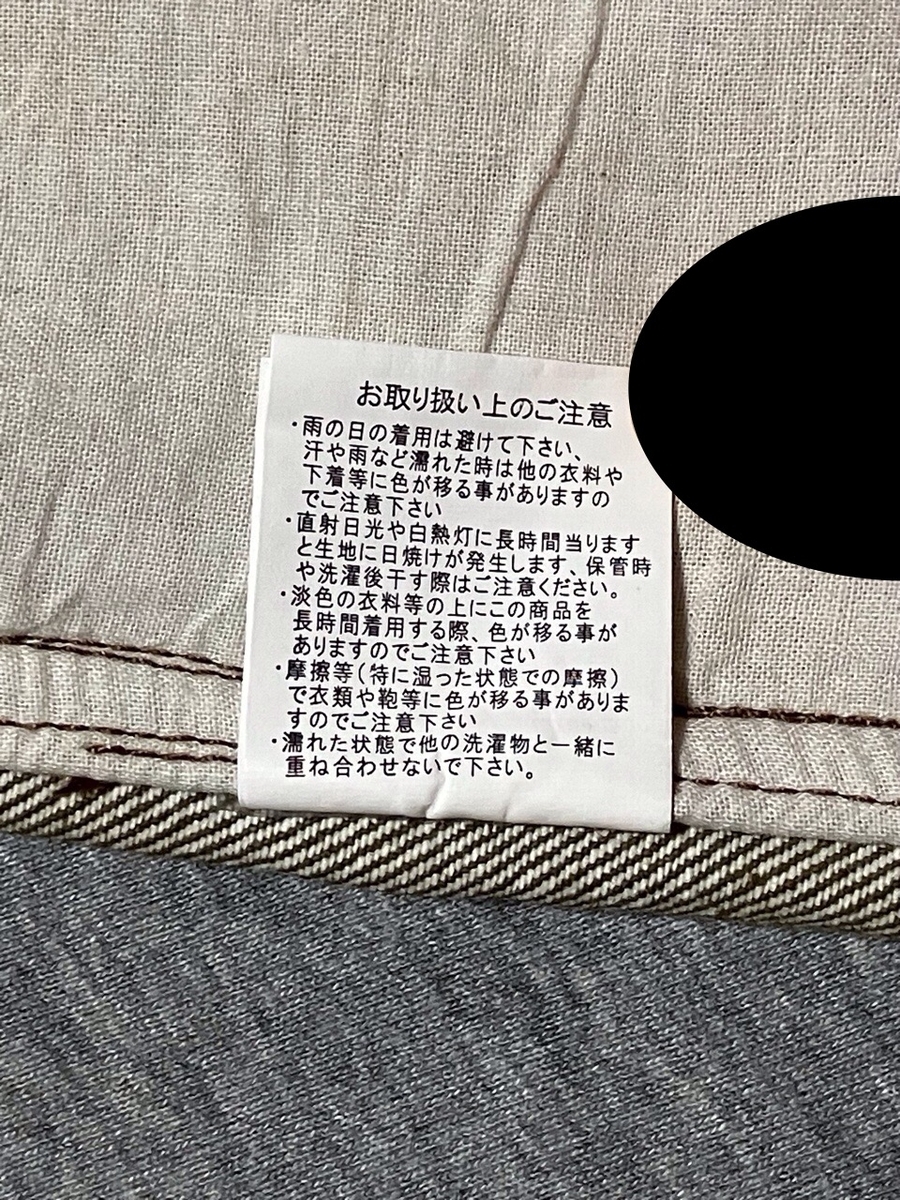 お取り扱い上のご注意
・雨の日の着用は避けて下さい、
汗や雨など濡れた時は他の衣料や
下着等に色が移る事がありますの
でご注意下さい
・直射日光や白熱灯に長時間当ります
と生地に日焼けが発生します、保管時
や洗濯後干す際はご注意ください。
・淡色の衣料等の上にこの商品を
長時間着用する際、色が移る事が
ありますのでご注意下さい
・摩擦等(特に湿った状態での摩擦)
で衣類や鞄等に色が移る事がありま
すのでご注意下さい
・濡れた状態で他の洗濯物と一緒に
重ね合わせないで下さい。